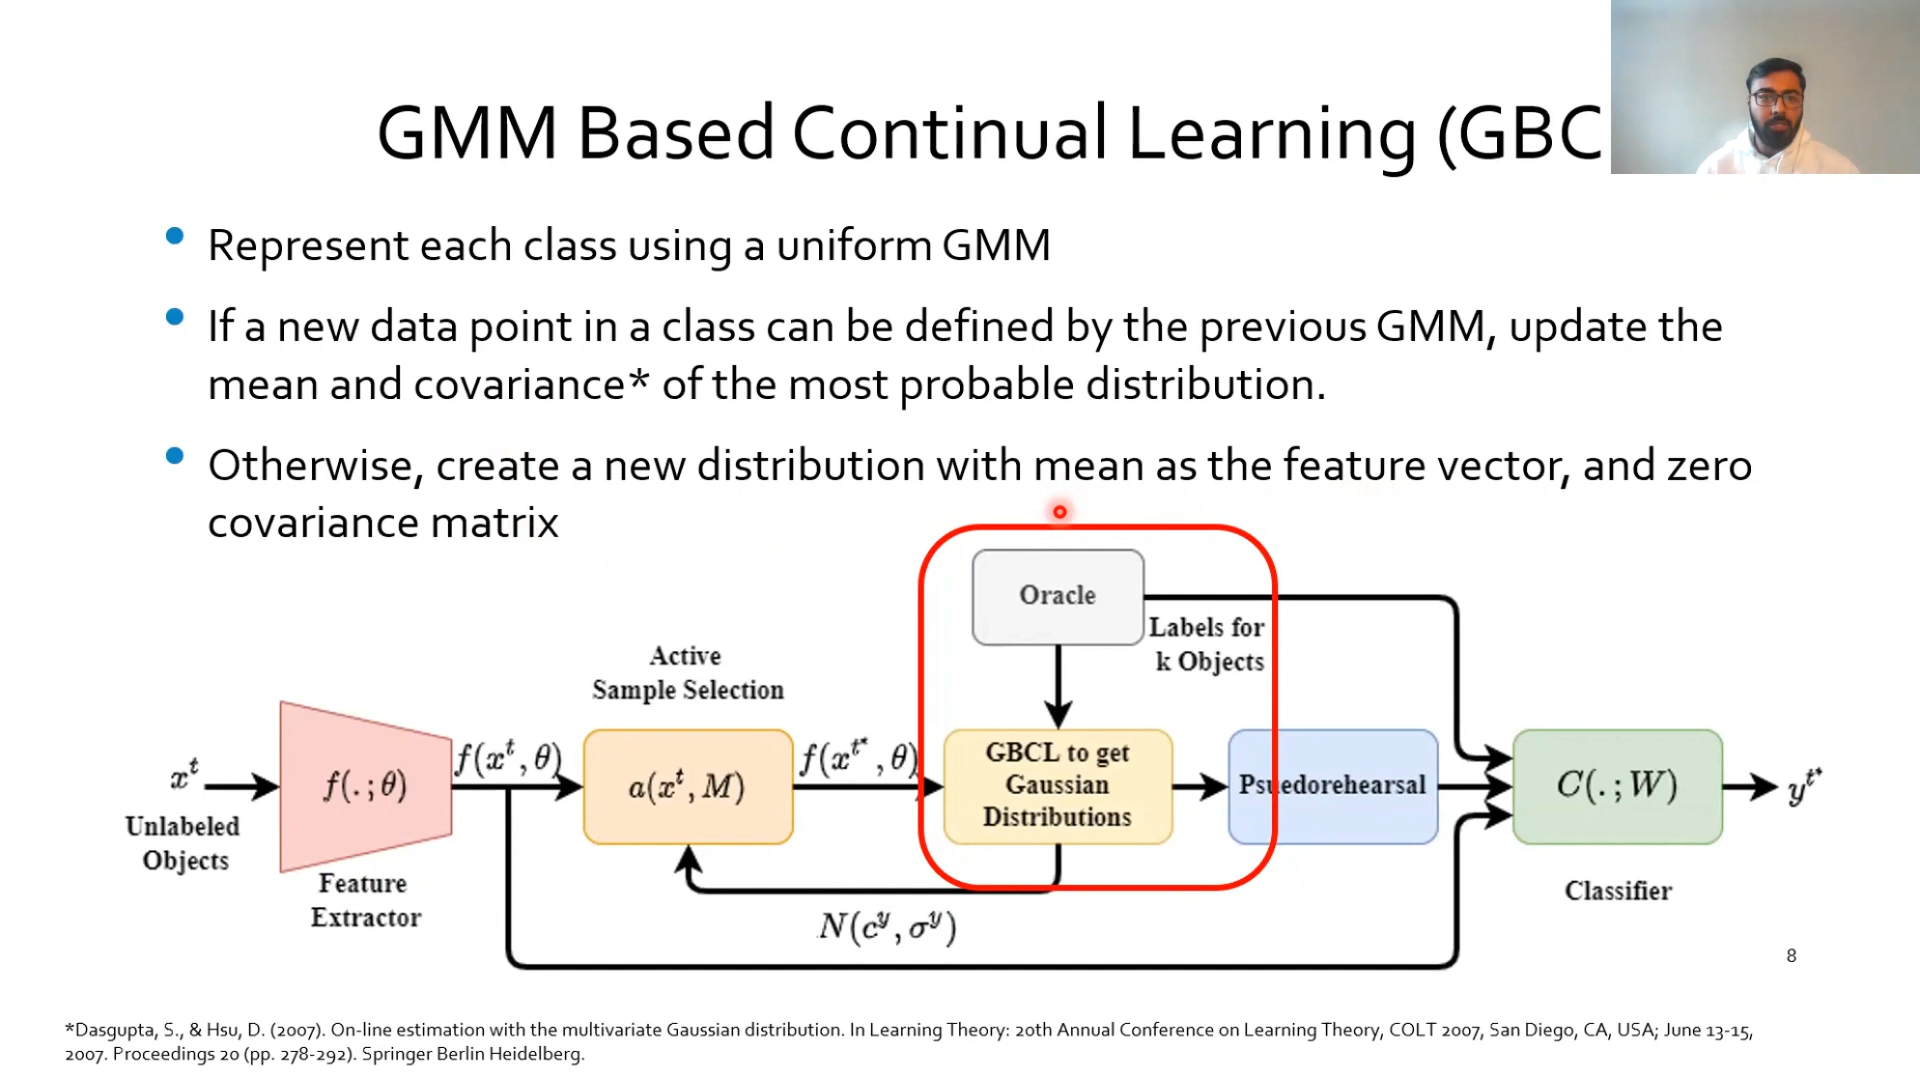 GMM Based Continual Learning (GBC
Represent each class using a uniform GMM
If a new data point in a class can be defined by the previous GMM, update the
mean and covariance* of the most probable distribution.
Otherwise, create a new distribution with mean as the feature vector, and zero
covariance matrix
Oracle
Labels for
k Objects
Active
Sample Selection
x^t
Unlabeled
Objects
f(.;θ)
Feature
Extractor
f(x^t, θ)
a(x^t, M)
f(x^{t*}, θ)
GBCL to get
Gaussian
Distributions
Psuedorehearsal
C(.;W)
Classifier
y^{t*}
N(c^y, σ^y)
8
*Dasgupta, S., & Hsu, D. (2007). On-line estimation with the multivariate Gaussian distribution. In Learning Theory: 20th Annual Conference on Learning Theory, COLT 2007, San Diego, CA, USA; June 13-15,
2007. Proceedings 20 (pp. 278-292). Springer Berlin Heidelberg.